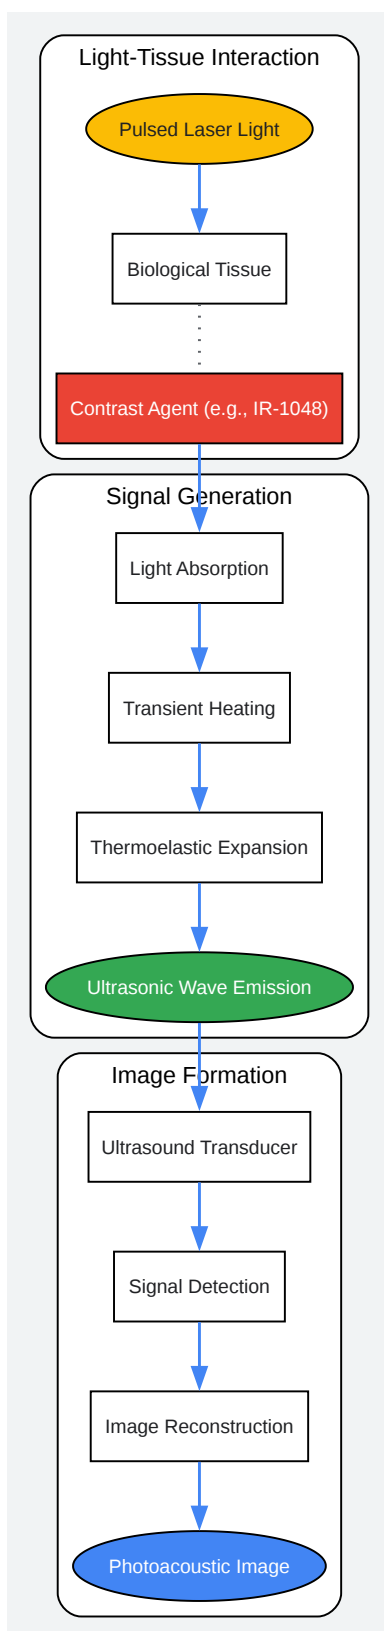 Light-Tissue Interaction
Pulsed Laser Light
Biological Tissue
Contrast Agent (e.g., IR-1048)
Signal Generation
Light Absorption
Transient Heating
Thermoelastic Expansion
Ultrasonic Wave Emission
Image Formation
Ultrasound Transducer
Signal Detection
Image Reconstruction
Photoacoustic Image